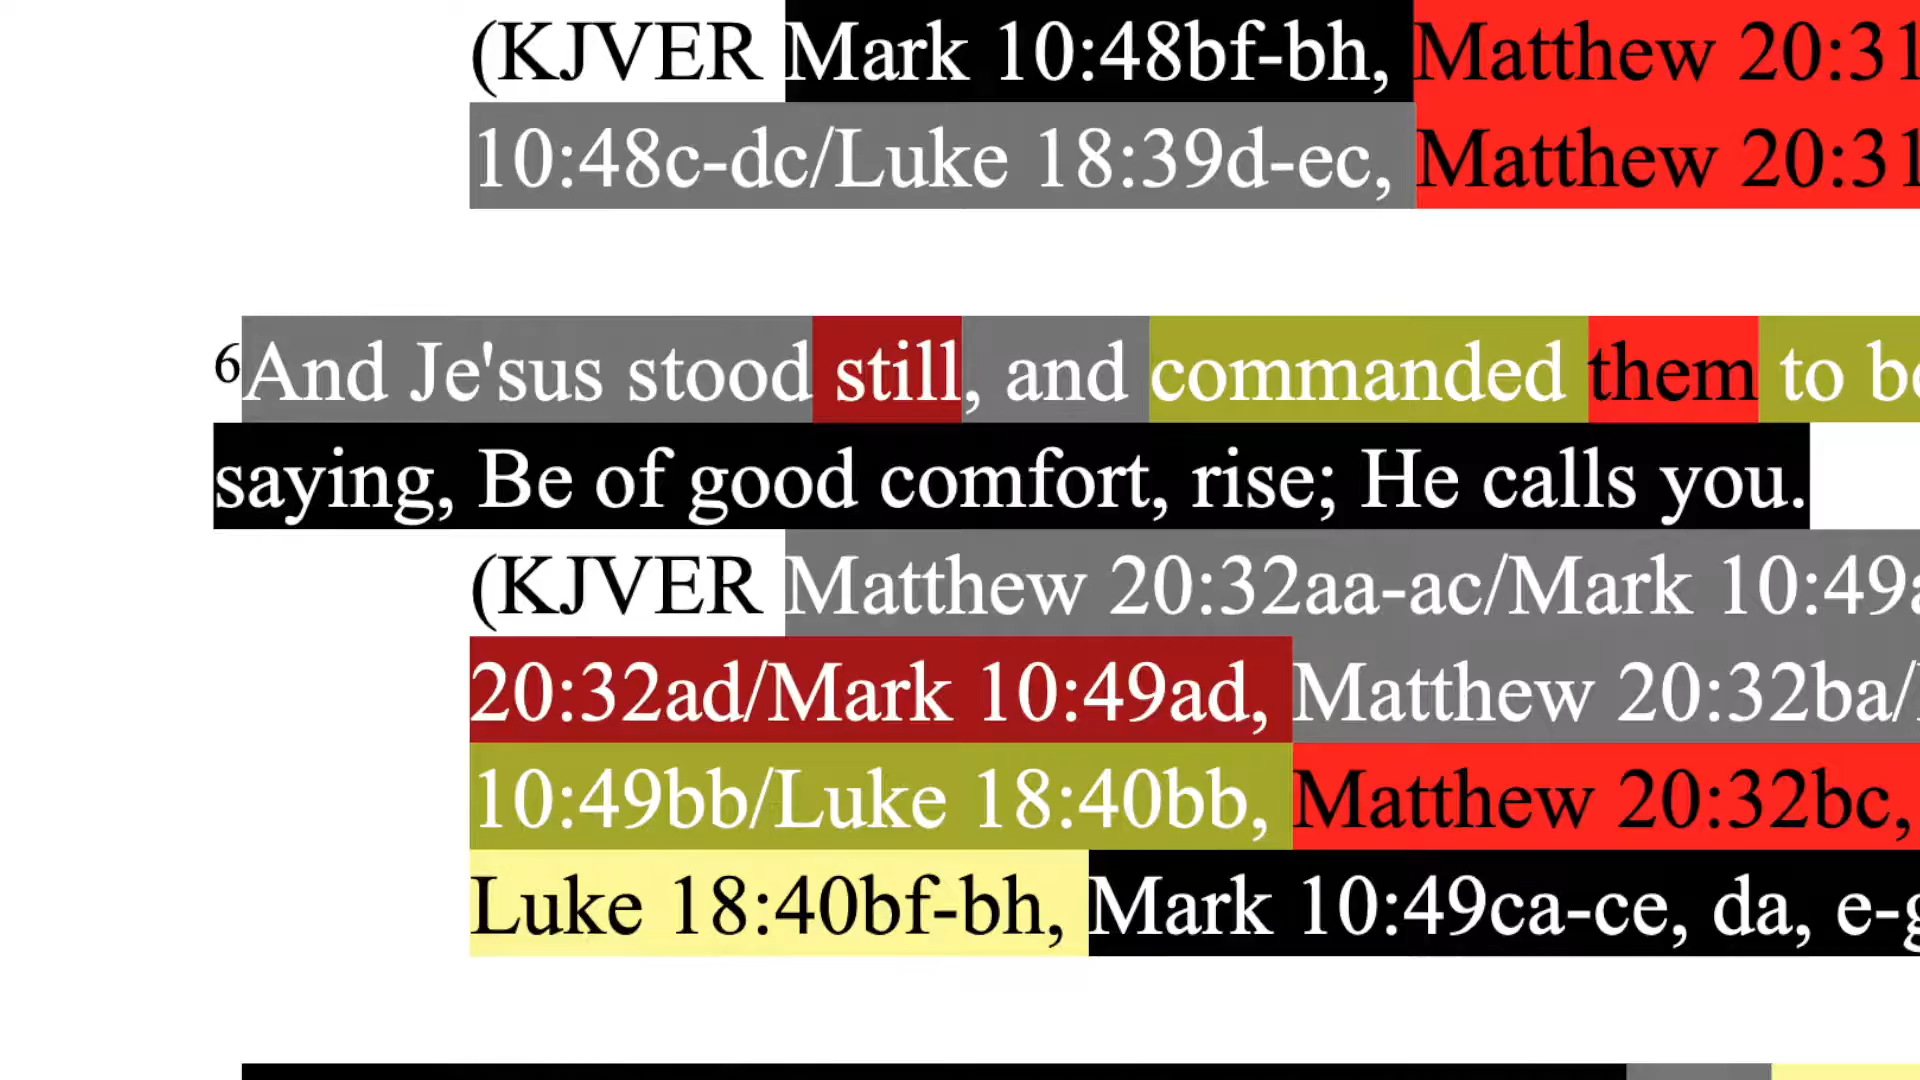 (KJVER Mark 10:48bf-bh, Matthew 20:31
10:48c-dc/Luke 18:39d-ec, Matthew 20:31
6And Je'sus stood still, and commanded them to be
saying, Be of good comfort, rise; He calls you.
(KJVER Matthew 20:32aa-ac/Mark 10:49a
20:32ad/Mark 10:49ad, Matthew 20:32ba/
10:49bb/Luke 18:40bb, Matthew 20:32bc,
Luke 18:40bf-bh, Mark 10:49ca-ce, da, e-g